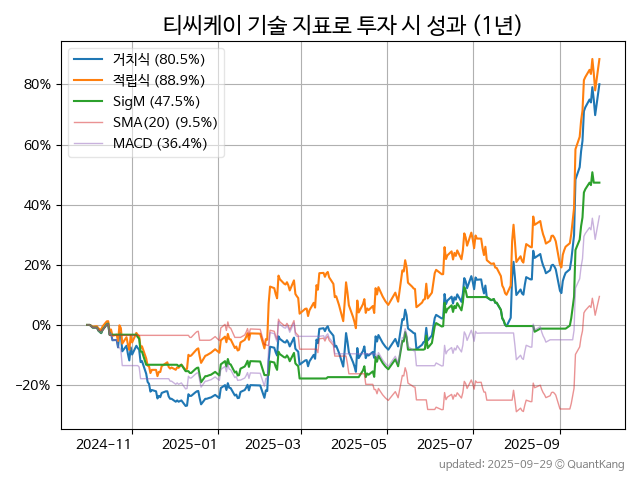 티씨케이 기술 지표로 투자 시 성과 (1년)
거치식 (80.5%)
적립식 (88.9%)
SigM (47.5%)
SMA(20) (9.5%)
MACD (36.4%)
80%
60%
40%
20%
0%
−20%
2024-11 2025-01 2025-03 2025-05 2025-07 2025-09
updated: 2025-09-29 © QuantKang